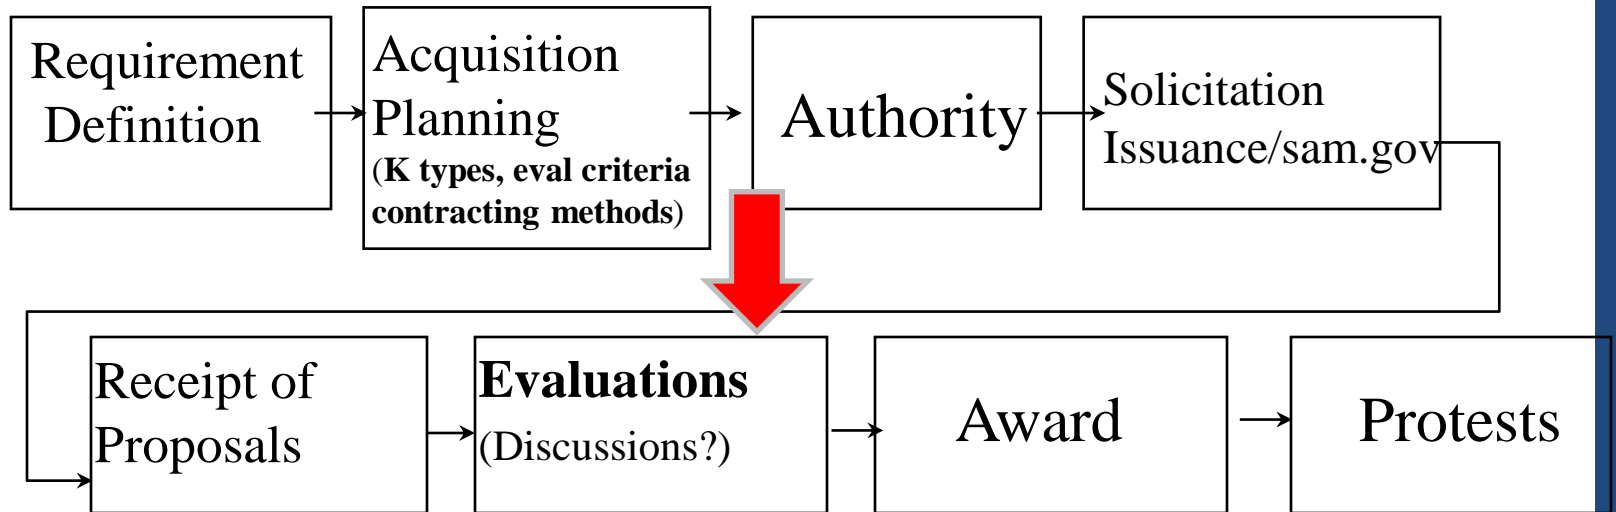 Requirement
Definition
Acquisition
Planning
(K types, eval criteria
contracting methods)
Authority
Solicitation
Issuance/sam.gov
Receipt of
Proposals
Evaluations
(Discussions?)
Award
Protests